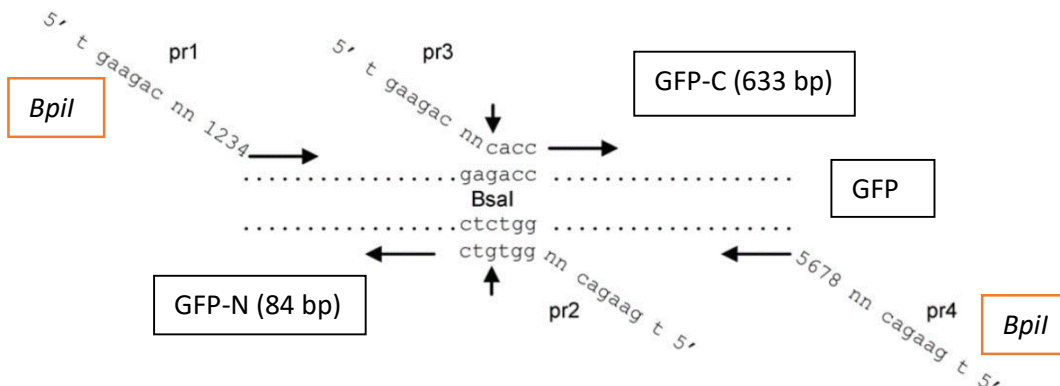 5' t gaagac nn 1234
pr1
BpiI
5' t gaagac nn cacc
pr3
GFP-C (633 bp)
..................gagacc ...................
GFP
BsaI
..................ctctgg ...................
ctgtgg nn cagaag t 5'
GFP-N (84 bp)
pr2
5678 nn cagaag t 5'
pr4
BpiI